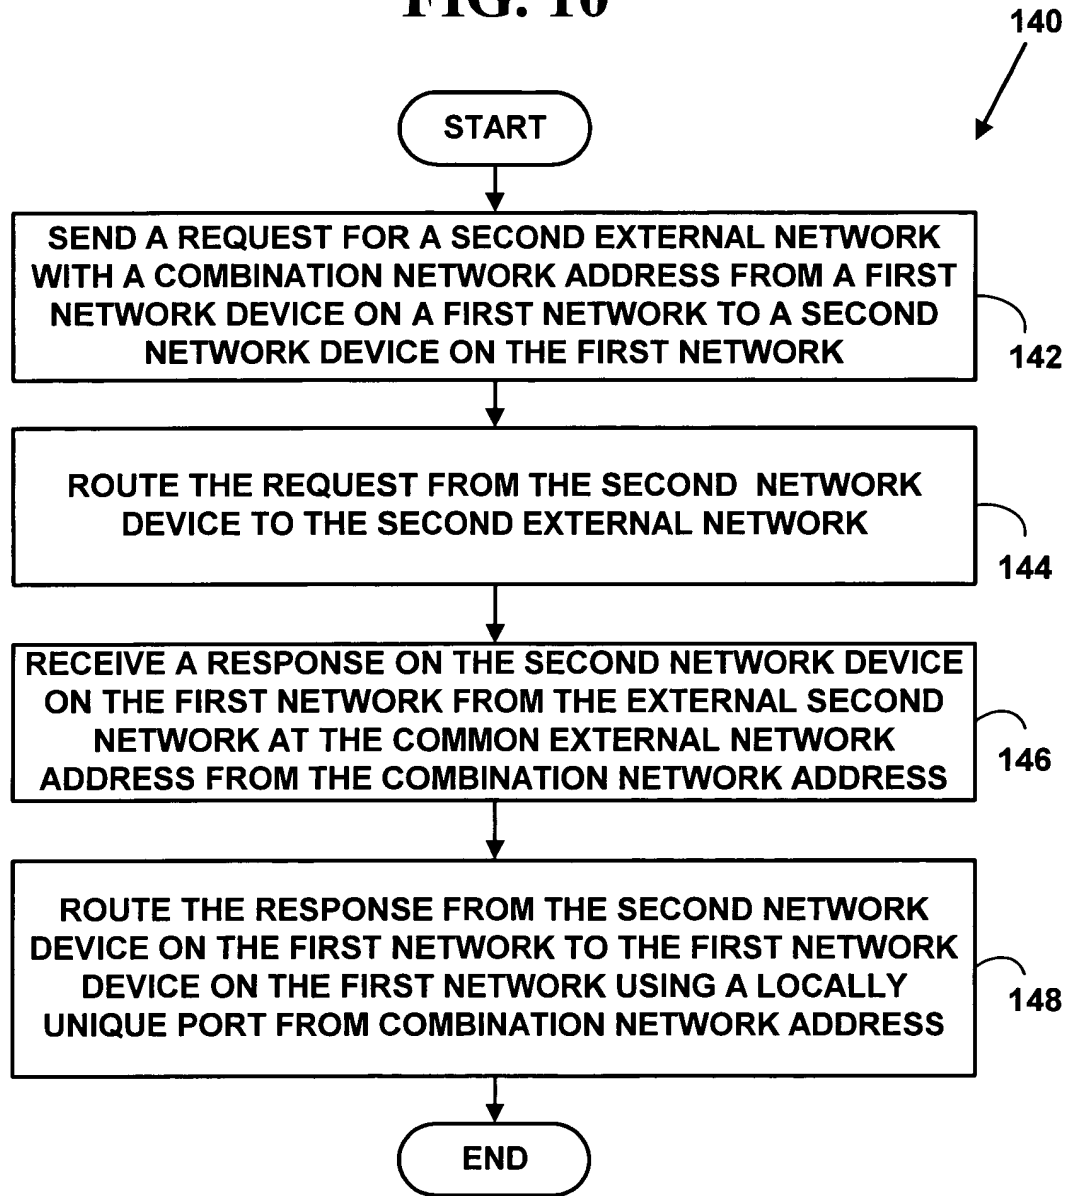 FIG. 10
140
START
SEND A REQUEST FOR A SECOND EXTERNAL NETWORK
WITH A COMBINATION NETWORK ADDRESS FROM A FIRST
NETWORK DEVICE ON A FIRST NETWORK TO A SECOND
NETWORK DEVICE ON THE FIRST NETWORK
142
ROUTE THE REQUEST FROM THE SECOND NETWORK
DEVICE TO THE SECOND EXTERNAL NETWORK
144
RECEIVE A RESPONSE ON THE SECOND NETWORK DEVICE
ON THE FIRST NETWORK FROM THE EXTERNAL SECOND
NETWORK AT THE COMMON EXTERNAL NETWORK
ADDRESS FROM THE COMBINATION NETWORK ADDRESS
146
ROUTE THE RESPONSE FROM THE SECOND NETWORK
DEVICE ON THE FIRST NETWORK TO THE FIRST NETWORK
DEVICE ON THE FIRST NETWORK USING A LOCALLY
UNIQUE PORT FROM COMBINATION NETWORK ADDRESS
148
END